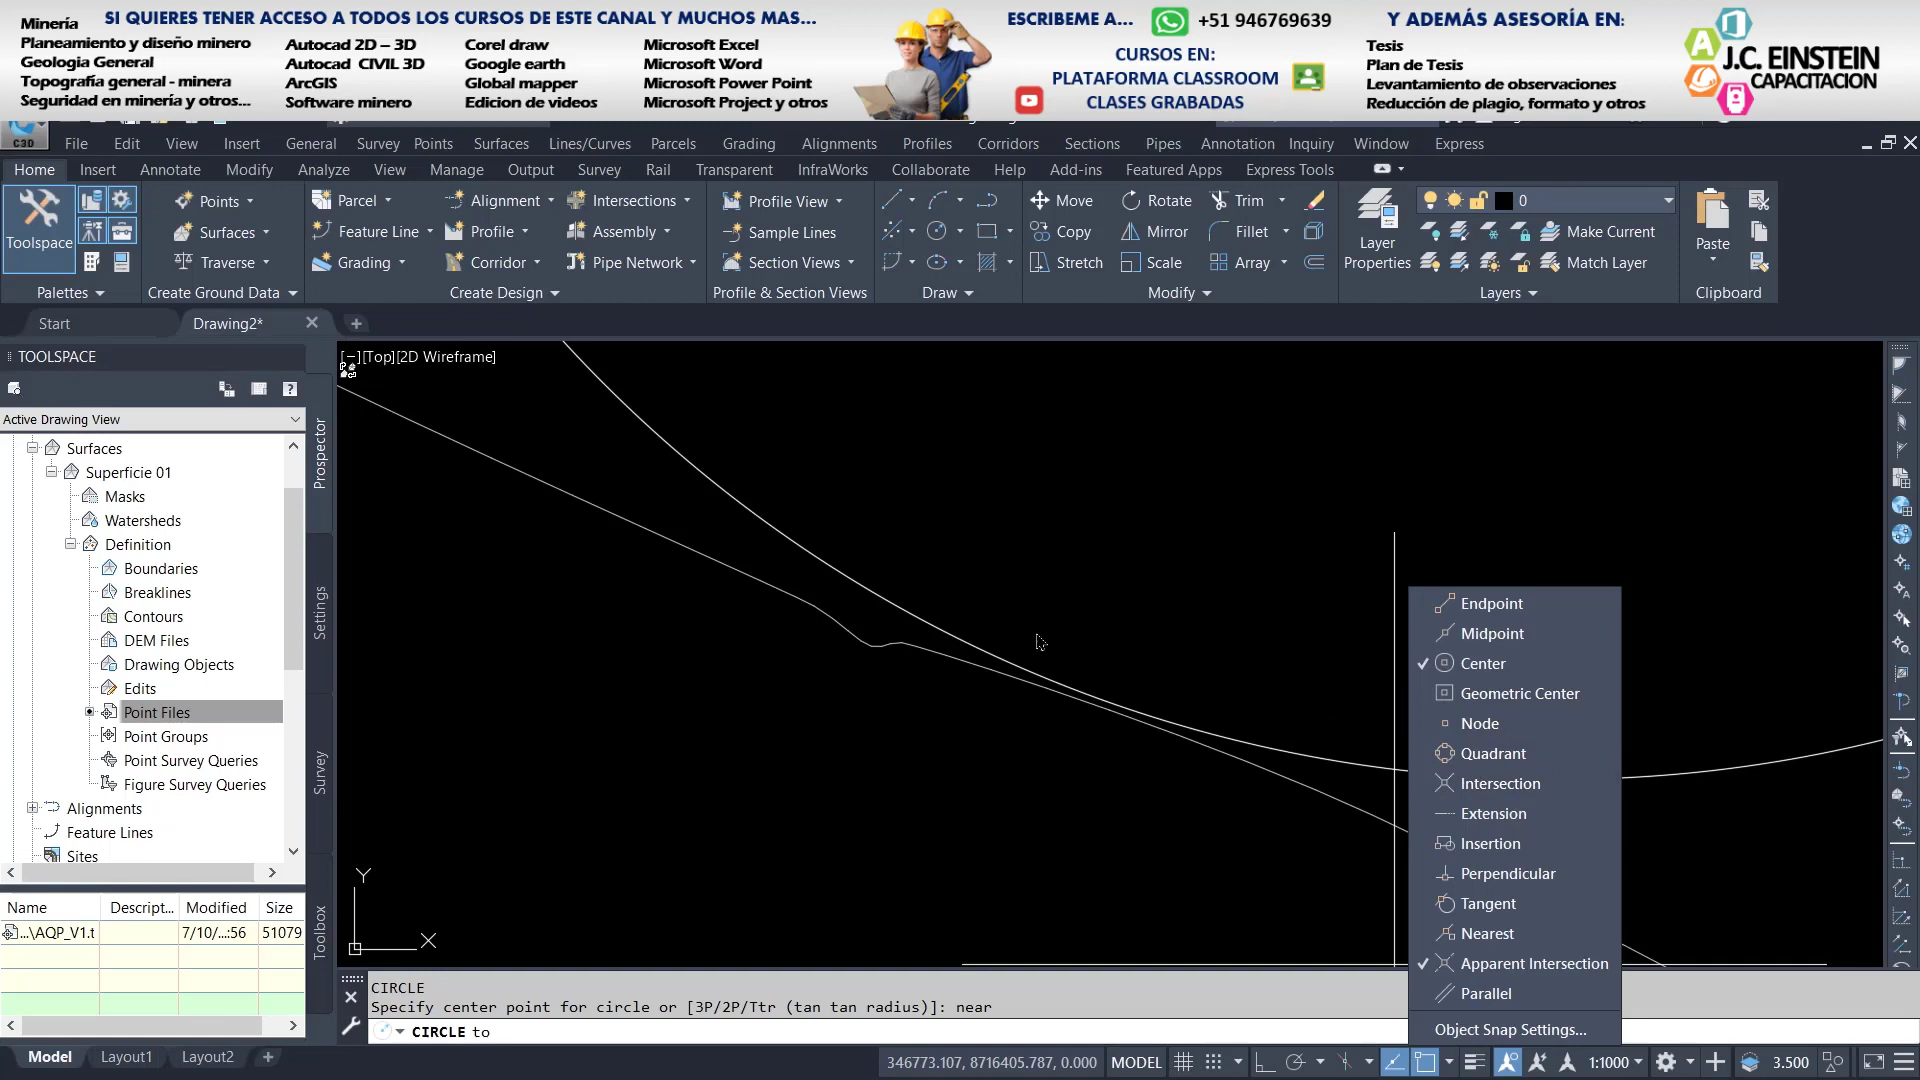 SI QUIERES TENER ACCESO A TODOS LOS CURSOS DE ESTE CANAL Y MUCHOS MAS...
Minería
Planeamiento y diseño minero
Geologia General
Topografía general - minera
Seguridad en minería y otros...
Autocad 2D – 3D
Autocad CIVIL 3D
ArcGIS
Software minero
Corel draw
Google earth
Global mapper
Edicion de videos
Microsoft Excel
Microsoft Word
Microsoft Power Point
Microsoft Project y otros
ESCRIBEME A...
+51 946769639
CURSOS EN:
PLATAFORMA CLASSROOM
CLASES GRABADAS
Y ADEMÁS ASESORÍA EN:
Tesis
Plan de Tesis
Levantamiento de observaciones
Reducción de plagio, formato y otros
J.C. EINSTEIN
CAPACITACION
C3D
File Edit View Insert General Survey Points Surfaces Lines/Curves Parcels Grading Alignments Profiles Corridors Sections Pipes Annotation Inquiry Window Express
Home Insert Annotate Modify Analyze View Manage Output Survey Rail Transparent InfraWorks Collaborate Help Add-ins Featured Apps Express Tools
Toolspace
Palettes
Points
Surfaces
Traverse
Create Ground Data
Parcel
Feature Line
Grading
Alignment
Profile
Corridor
Intersections
Assembly
Pipe Network
Create Design
Profile View
Sample Lines
Section Views
Profile & Section Views
Draw
Move Rotate Trim
Copy Mirror Fillet
Stretch Scale Array
Modify
Layer
Properties
0
Make Current
Match Layer
Layers
Paste
Clipboard
Start Drawing2*
TOOLSPACE
Active Drawing View
Surfaces
Superficie 01
Masks
Watersheds
Definition
Boundaries
Breaklines
Contours
DEM Files
Drawing Objects
Edits
Point Files
Point Groups
Point Survey Queries
Figure Survey Queries
Alignments
Feature Lines
Sites
Prospector
Settings
Survey
Toolbox
Name Descript... Modified Size
...\AQP_V1.t 7/10/...:56 51079
[−][Top][2D Wireframe]
Y
X
Endpoint
Midpoint
Center
Geometric Center
Node
Quadrant
Intersection
Extension
Insertion
Perpendicular
Tangent
Nearest
Apparent Intersection
Parallel
Object Snap Settings...
CIRCLE
Specify center point for circle or [3P/2P/Ttr (tan tan radius)]: near
CIRCLE to
Model Layout1 Layout2
346773.107, 8716405.787, 0.000 MODEL 1:1000 3.500